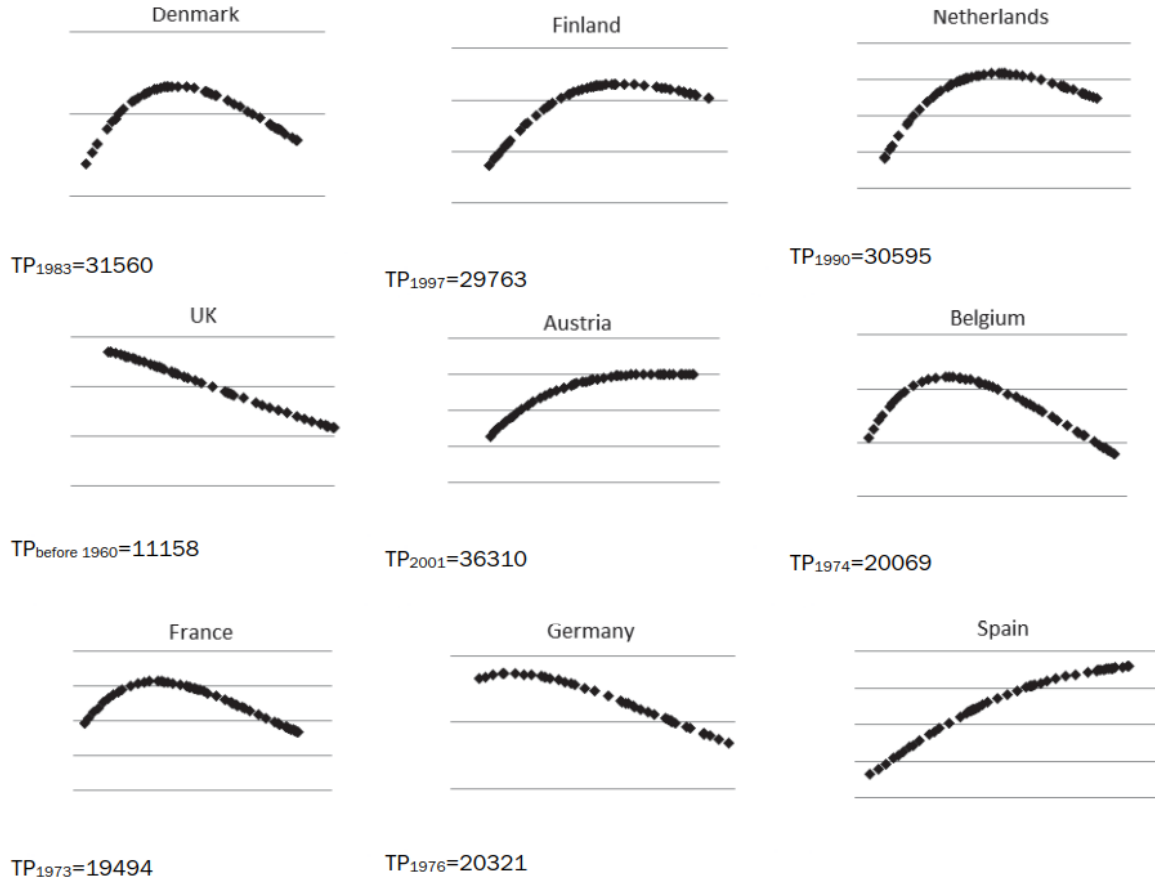 Denmark
Finland
Netherlands
TP1983=31560
TP1997=29763
TP1990=30595
UK
Austria
Belgium
TPbefore 1960=11158
TP2001=36310
TP1974=20069
France
Germany
Spain
TP1973=19494
TP1976=20321